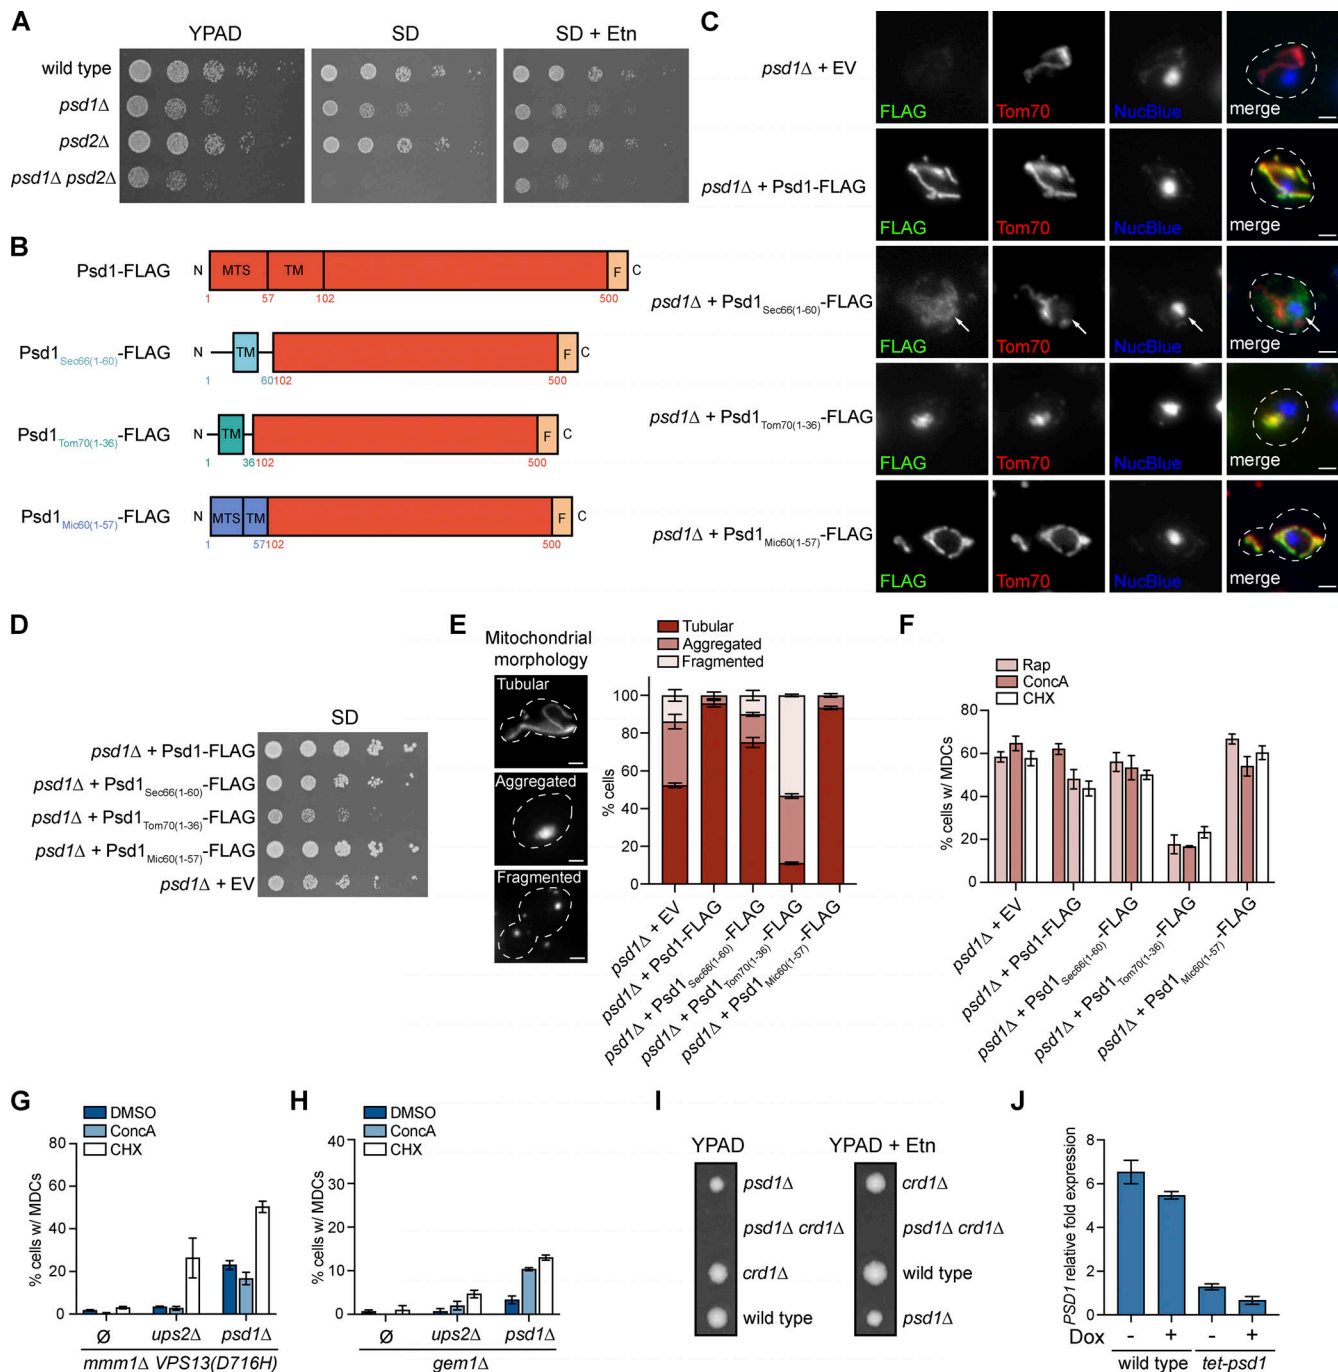 A
YPAD
SD
SD + Etn
wild type
psd1Δ
psd2Δ
psd1Δ psd2Δ
B
Psd1-FLAG
N
MTS
TM
F
C
1
57
102
500
Psd1Sec66(1-60)-FLAG
N
TM
F
C
1
60
102
500
Psd1Tom70(1-36)-FLAG
N
TM
F
C
1
36
102
500
Psd1Mic60(1-57)-FLAG
N
MTS
TM
F
C
1
57
102
500
C
psd1Δ + EV
FLAG
Tom70
NucBlue
merge
psd1Δ + Psd1-FLAG
FLAG
Tom70
NucBlue
merge
psd1Δ + Psd1Sec66(1-60)-FLAG
FLAG
Tom70
NucBlue
merge
psd1Δ + Psd1Tom70(1-36)-FLAG
FLAG
Tom70
NucBlue
merge
psd1Δ + Psd1Mic60(1-57)-FLAG
FLAG
Tom70
NucBlue
merge
D
SD
psd1Δ + Psd1-FLAG
psd1Δ + Psd1Sec66(1-60)-FLAG
psd1Δ + Psd1Tom70(1-36)-FLAG
psd1Δ + Psd1Mic60(1-57)-FLAG
psd1Δ + EV
E
Mitochondrial
morphology
Tubular
Aggregated
Fragmented
Tubular
Aggregated
Fragmented
% cells
100
80
60
40
20
0
psd1Δ + EV
psd1Δ + Psd1-FLAG
psd1Δ + Psd1Sec66(1-60)-FLAG
psd1Δ + Psd1Tom70(1-36)-FLAG
psd1Δ + Psd1Mic60(1-57)-FLAG
F
Rap
ConcA
CHX
% cells w/ MDCs
80
60
40
20
0
psd1Δ + EV
psd1Δ + Psd1-FLAG
psd1Δ + Psd1Sec66(1-60)-FLAG
psd1Δ + Psd1Tom70(1-36)-FLAG
psd1Δ + Psd1Mic60(1-57)-FLAG
G
DMSO
ConcA
CHX
% cells w/ MDCs
80
60
40
20
0
Ø
ups2Δ
psd1Δ
mmm1Δ VPS13(D716H)
H
DMSO
ConcA
CHX
% cells w/ MDCs
40
30
20
10
0
Ø
ups2Δ
psd1Δ
gem1Δ
I
YPAD
psd1Δ
psd1Δ crd1Δ
crd1Δ
wild type
YPAD + Etn
crd1Δ
psd1Δ crd1Δ
wild type
psd1Δ
J
PSD1 relative fold expression
8
6
4
2
0
Dox
-
+
-
+
wild type
tet-psd1